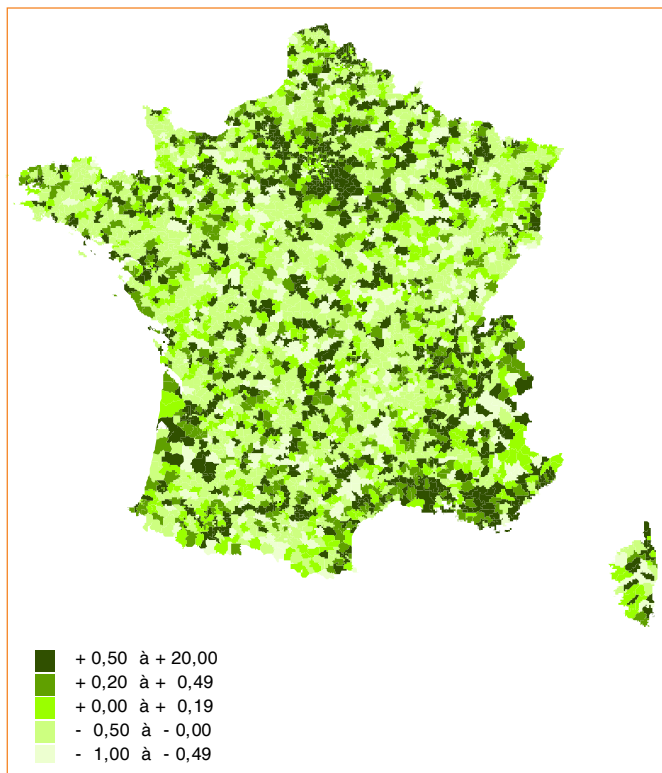 + 0,50 à + 20,00
+ 0,20 à + 0,49
+ 0,00 à + 0,19
- 0,50 à - 0,00
- 1,00 à - 0,49